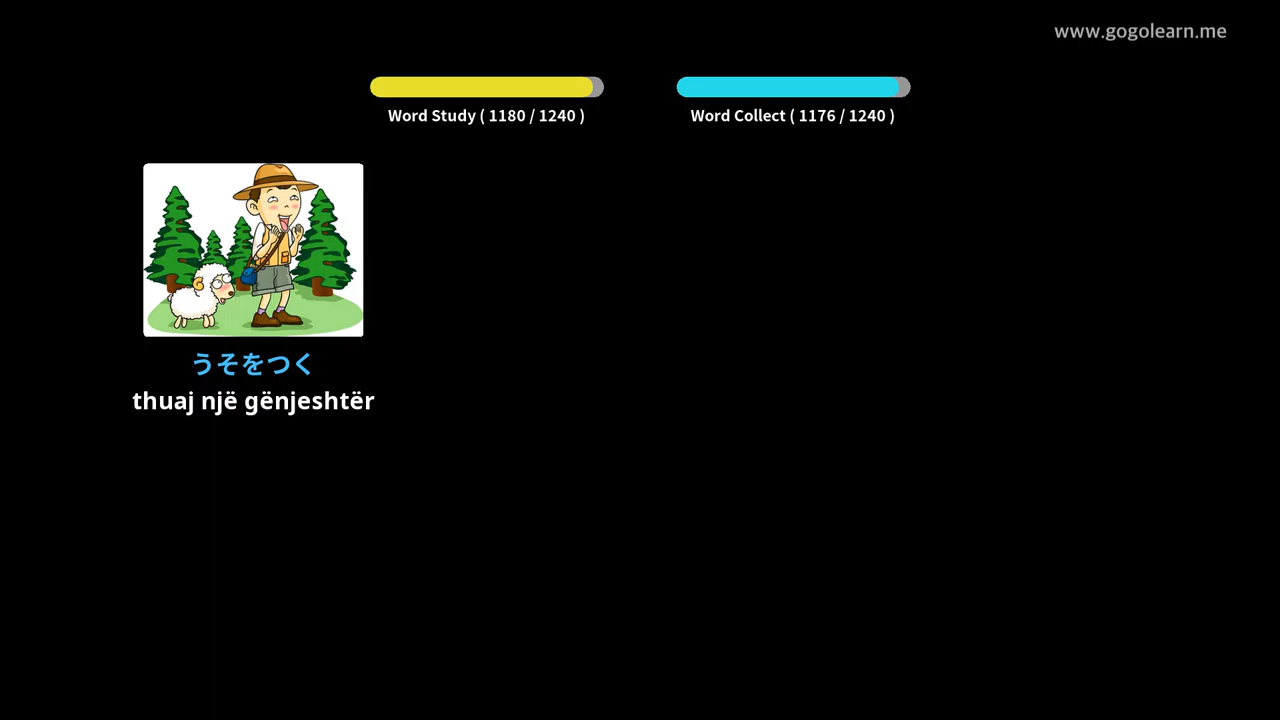 www.gogolearn.me
Word Study ( 1180 / 1240 )
Word Collect ( 1176 / 1240 )
うそをつく
thuaj një gënjeshtër